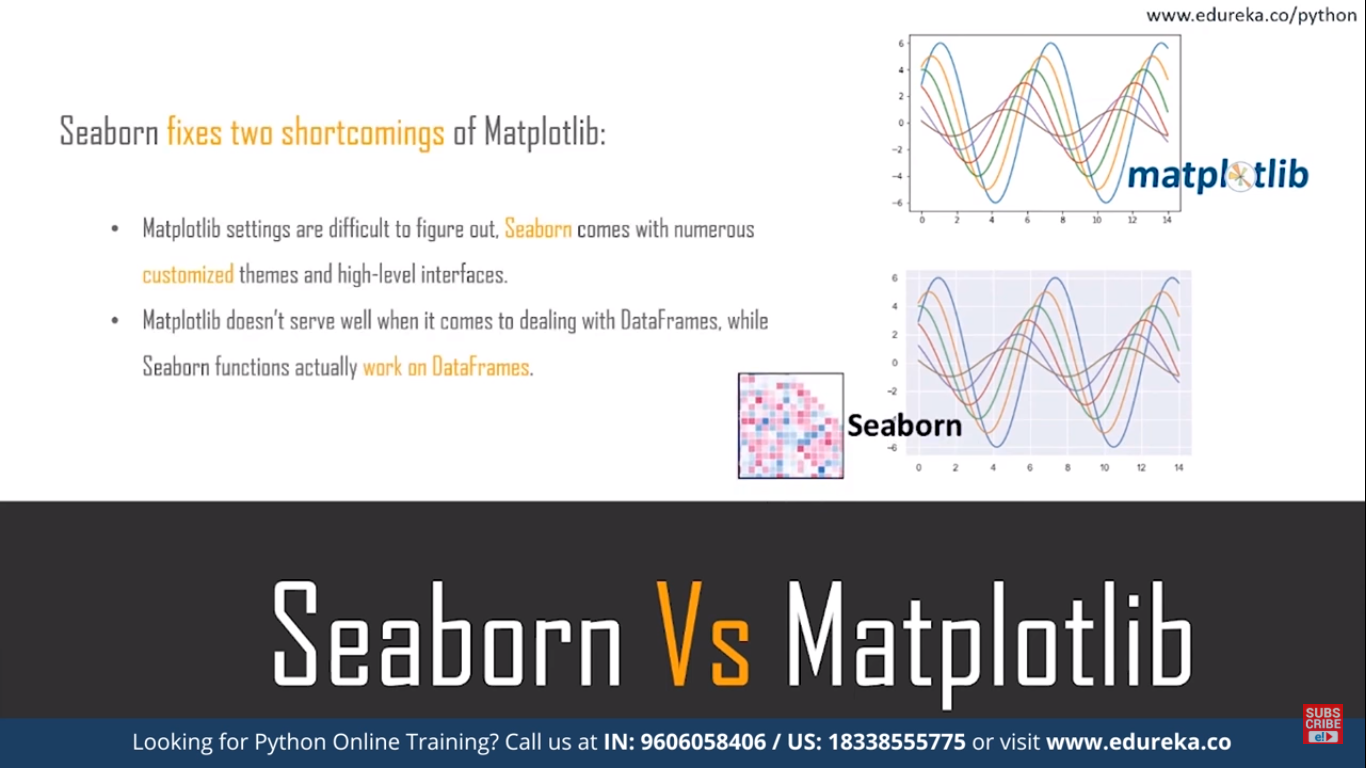 www.edureka.co/python
Seaborn fixes two shortcomings of Matplotlib:
• Matplotlib settings are difficult to figure out, Seaborn comes with numerous
customized themes and high-level interfaces.
• Matplotlib doesn't serve well when it comes to dealing with DataFrames, while
Seaborn functions actually work on DataFrames.
6
4
2
0
−2
−4
−6
0 2 4 6 8 10 12 14
matplotlib
6
4
2
0
−2
−6
0 2 4 6 8 10 12 14
Seaborn
Seaborn Vs Matplotlib
SUBS
CRIBE
e!
Looking for Python Online Training? Call us at IN: 9606058406 / US: 18338555775 or visit www.edureka.co